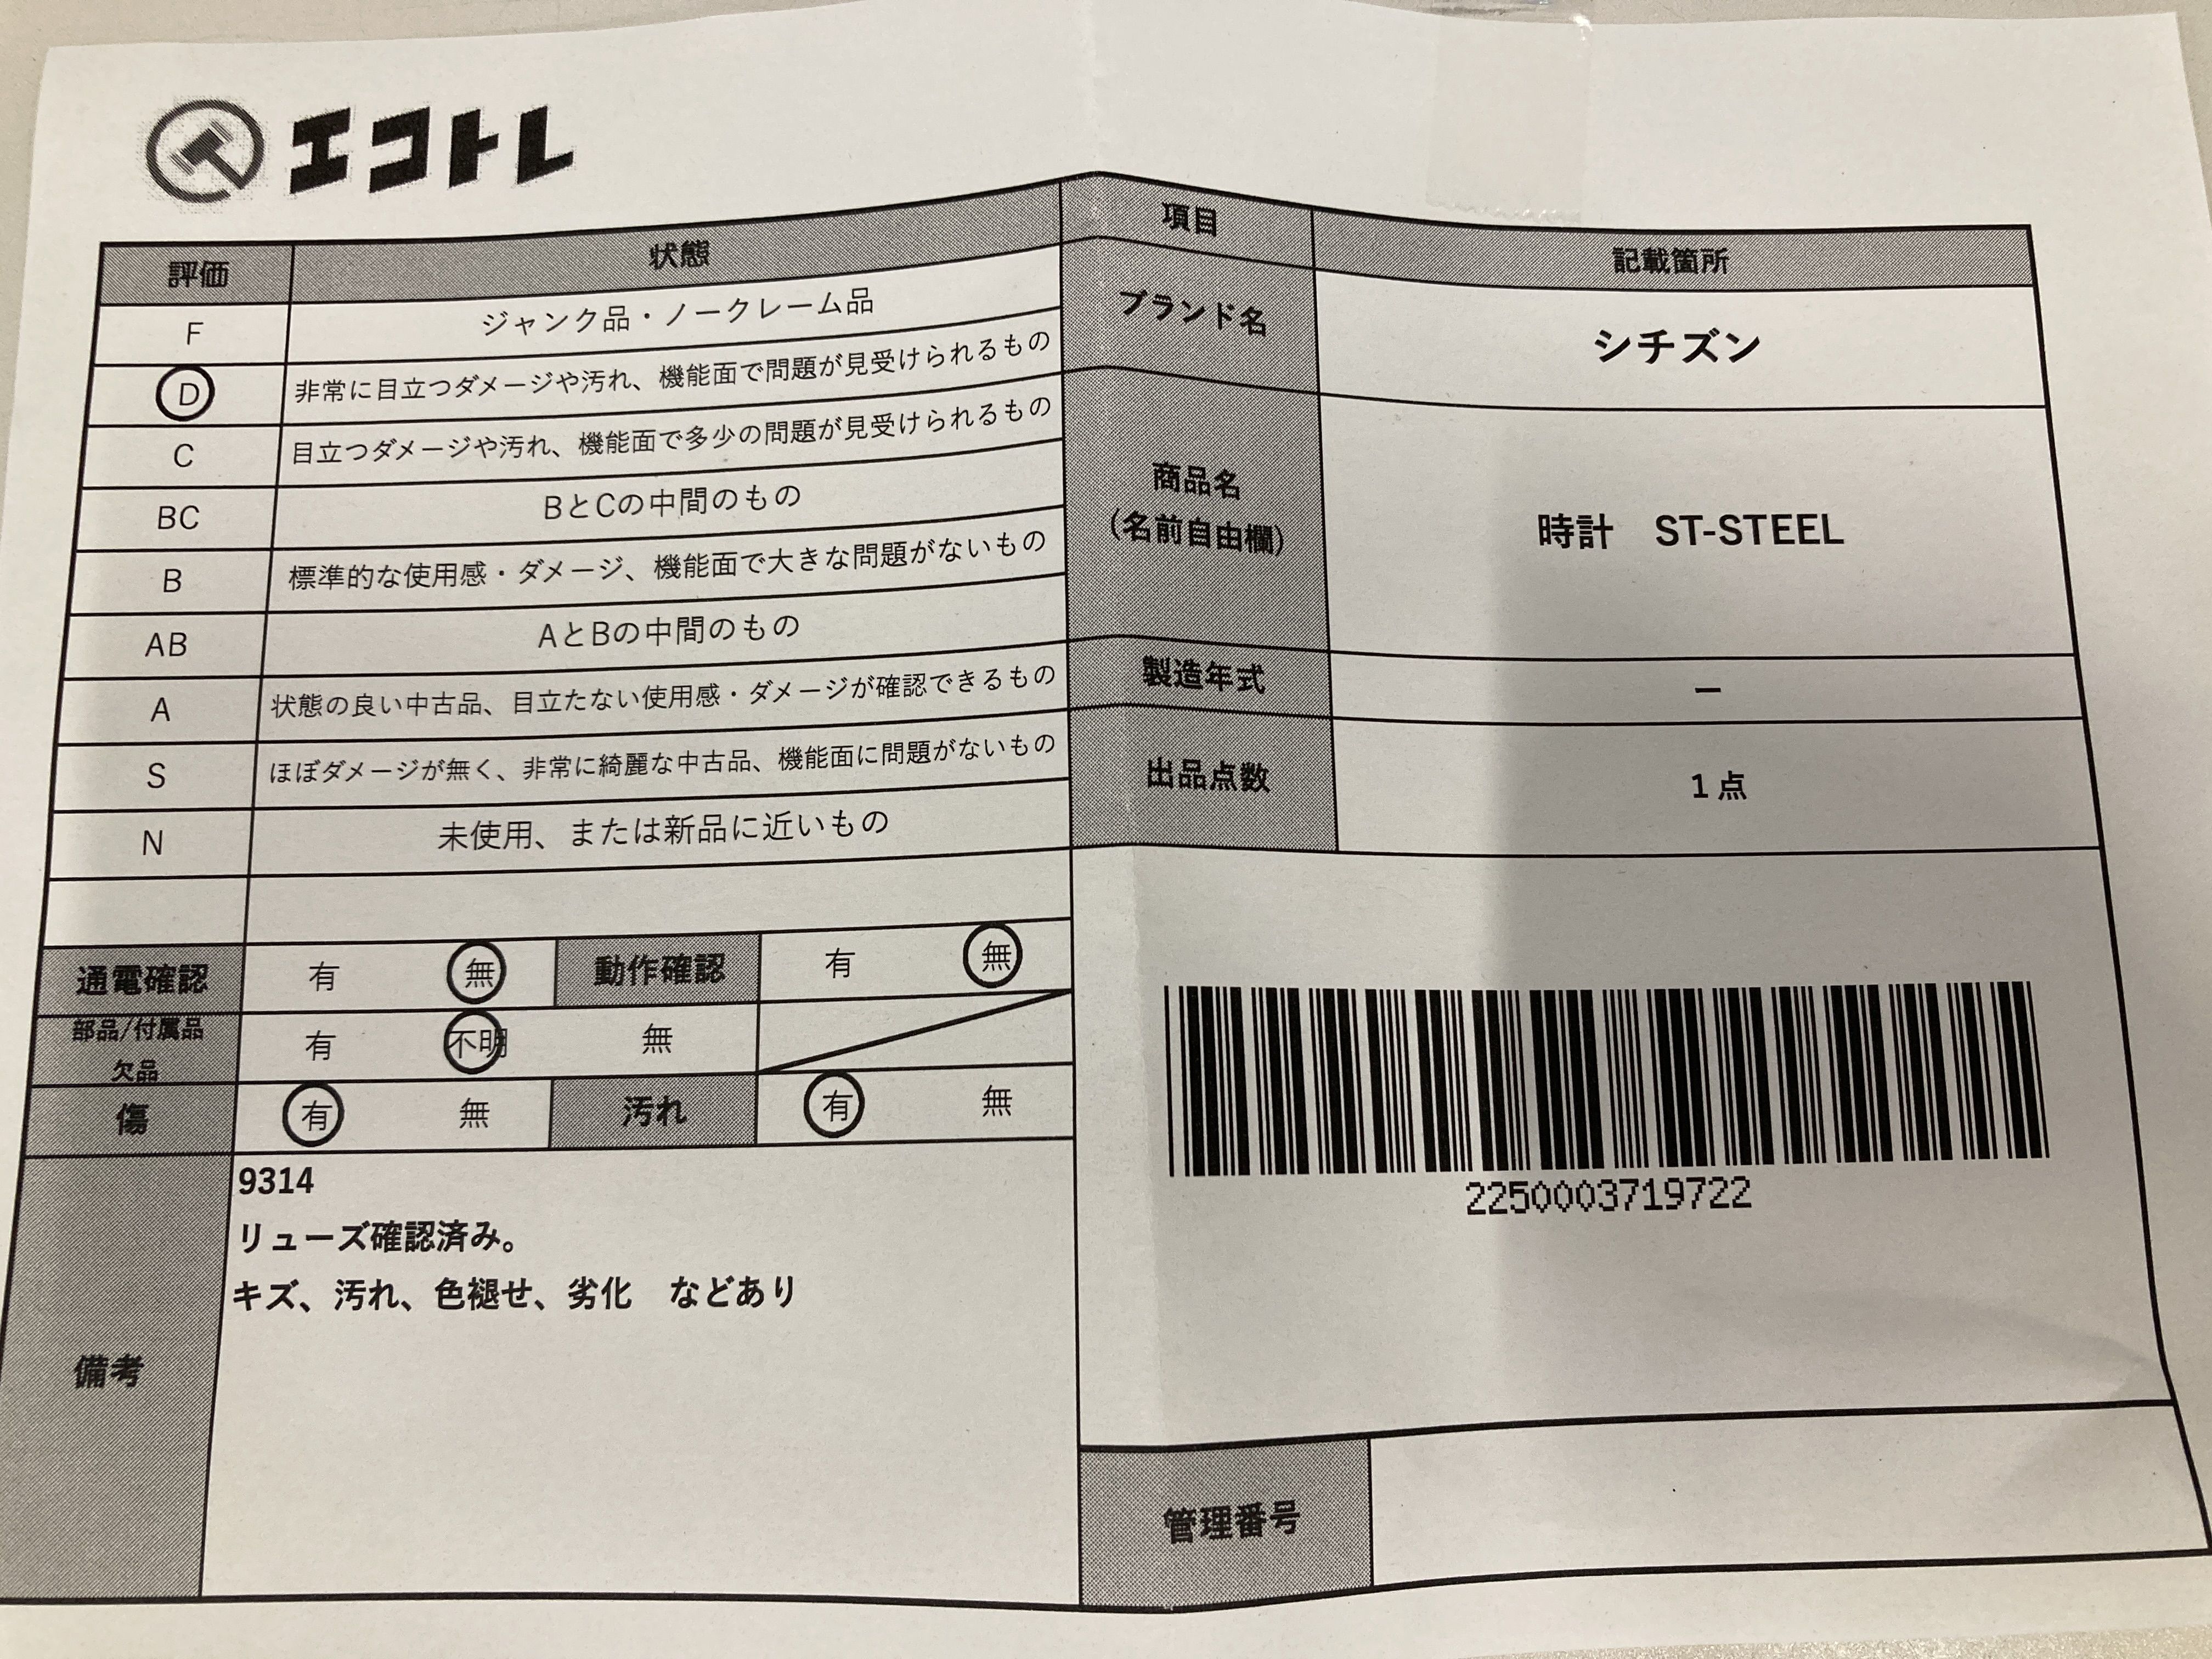 エコトレ
評価 状態
F ジャンク品・ノークレーム品
D 非常に目立つダメージや汚れ、機能面で問題が見受けられるもの
C 目立つダメージや汚れ、機能面で多少の問題が見受けられるもの
BC BとCの中間のもの
B 標準的な使用感・ダメージ、機能面で大きな問題がないもの
AB AとBの中間のもの
A 状態の良い中古品、目立たない使用感・ダメージが確認できるもの
S ほぼダメージが無く、非常に綺麗な中古品、機能面に問題がないもの
N 未使用、または新品に近いもの
通電確認 有 無 動作確認 有 無
部品/付属品
欠品
有 不明 無
傷 有 無 汚れ 有 無
備考
9314
リューズ確認済み。
キズ、汚れ、色褪せ、劣化 などあり
項目 記載箇所
ブランド名 シチズン
商品名
(名前自由欄)
時計 ST-STEEL
製造年式 ー
出品点数 1点
2250003719722
管理番号